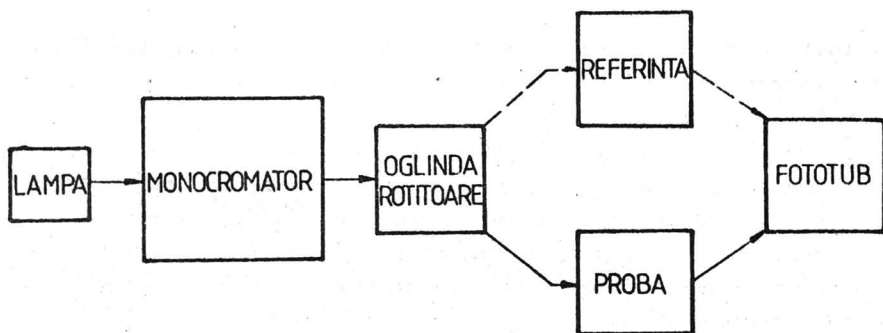 LAMPA
MONOCROMATOR
OGLINDA
ROTITOARE
REFERINTA
PROBA
FOTOTUB